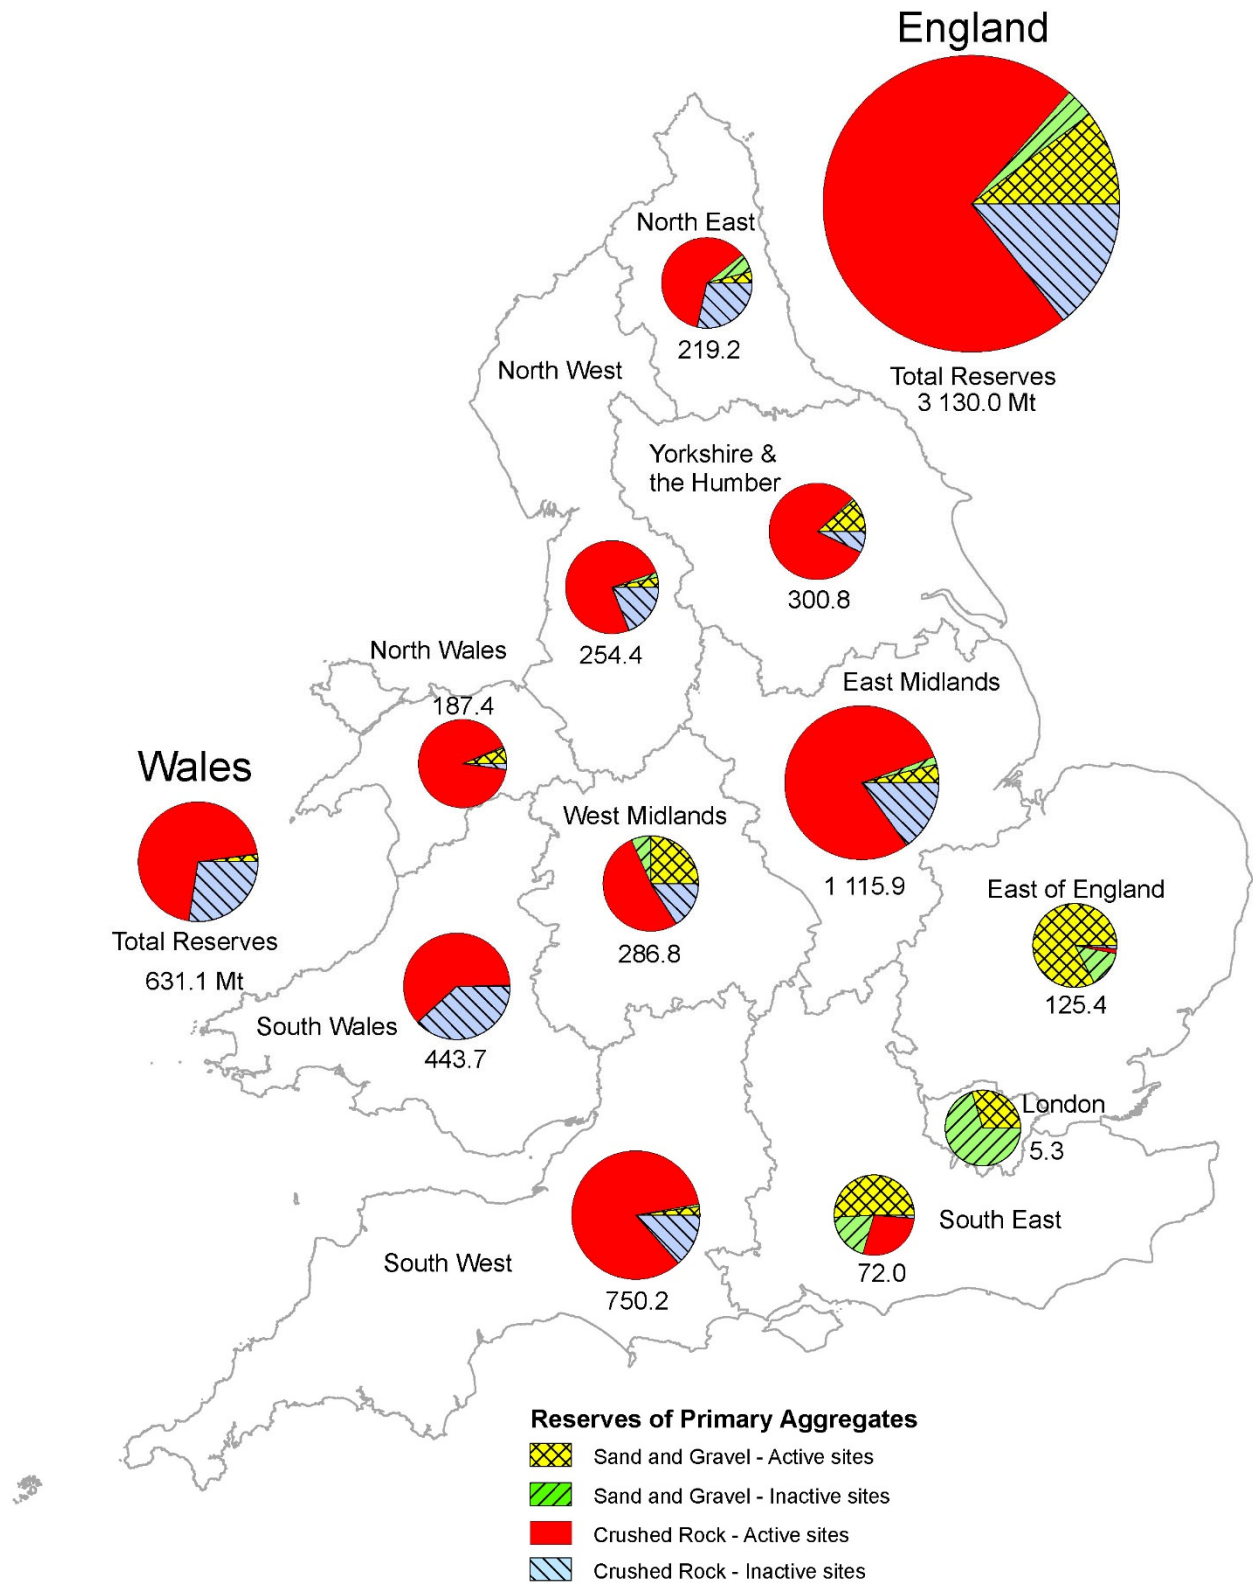 England
Total Reserves
3 130.0 Mt
North East
219.2
North West
254.4
Yorkshire &
the Humber
300.8
North Wales
187.4
East Midlands
1 115.9
Wales
Total Reserves
631.1 Mt
West Midlands
286.8
East of England
125.4
South Wales
443.7
London
5.3
South East
72.0
South West
750.2
Reserves of Primary Aggregates
Sand and Gravel - Active sites
Sand and Gravel - Inactive sites
Crushed Rock - Active sites
Crushed Rock - Inactive sites